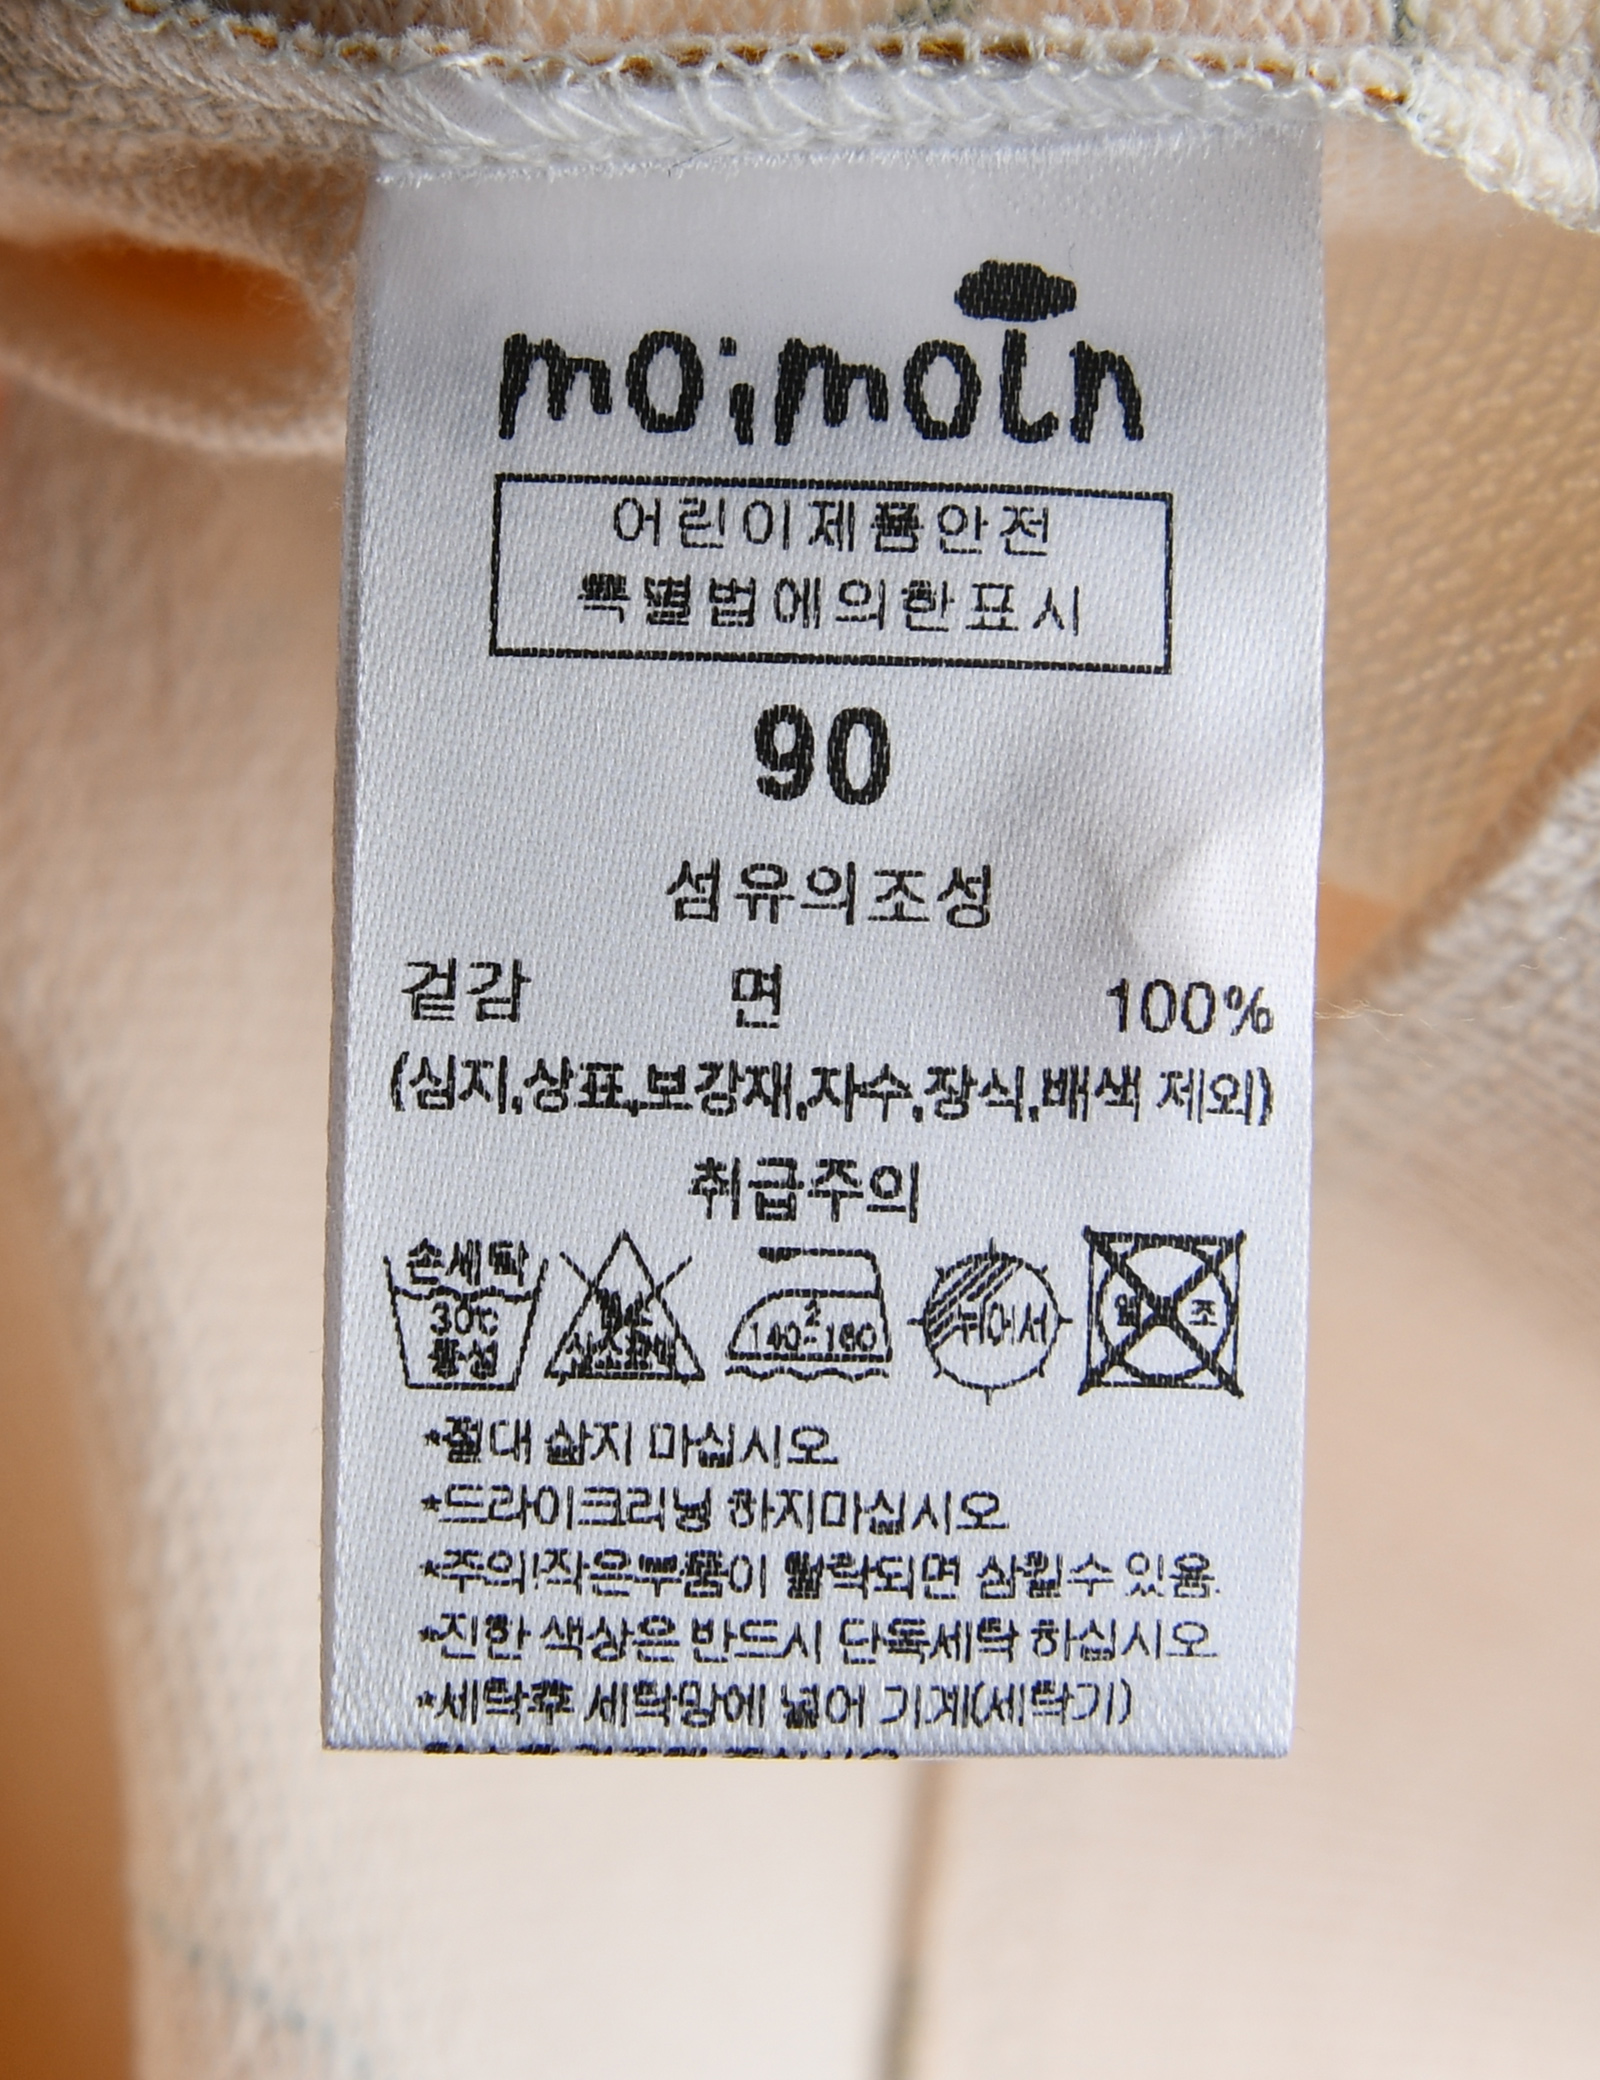 moimoln
어린이제품안전
특별법에의한표시
90
섬유의조성
겉감 면 100%
(심지,상표,보강재,자수,장식,배색 제외)
취급주의
손세탁
30℃
중성
산소표백
2
140~160
뉘어서
조
*절대 삶지 마십시오.
*드라이크리닝 하지마십시오.
*주의!작은부품이 탈락되면 삼킬수 있음.
*진한 색상은 반드시 단독세탁 하십시오.
*세탁후 세탁망에 넣어 기계(세탁기)